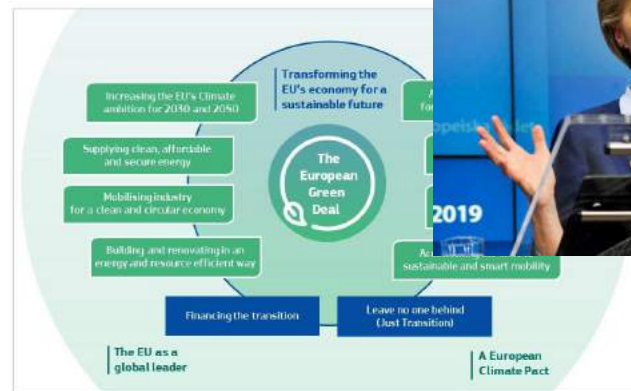 Transforming the
EU's economy for a
sustainable future
Increasing the EU's Climate
ambition for 2030 and 2050
Supplying clean, affordable
and secure energy
Mobilising industry
for a clean and circular economy
Building and renovating in an
energy and resource efficient way
The
European
Green
Deal
2019
sustainable and smart mobility
Financing the transition
Leave no one behind
(Just Transition)
The EU as a
global leader
A European
Climate Pact